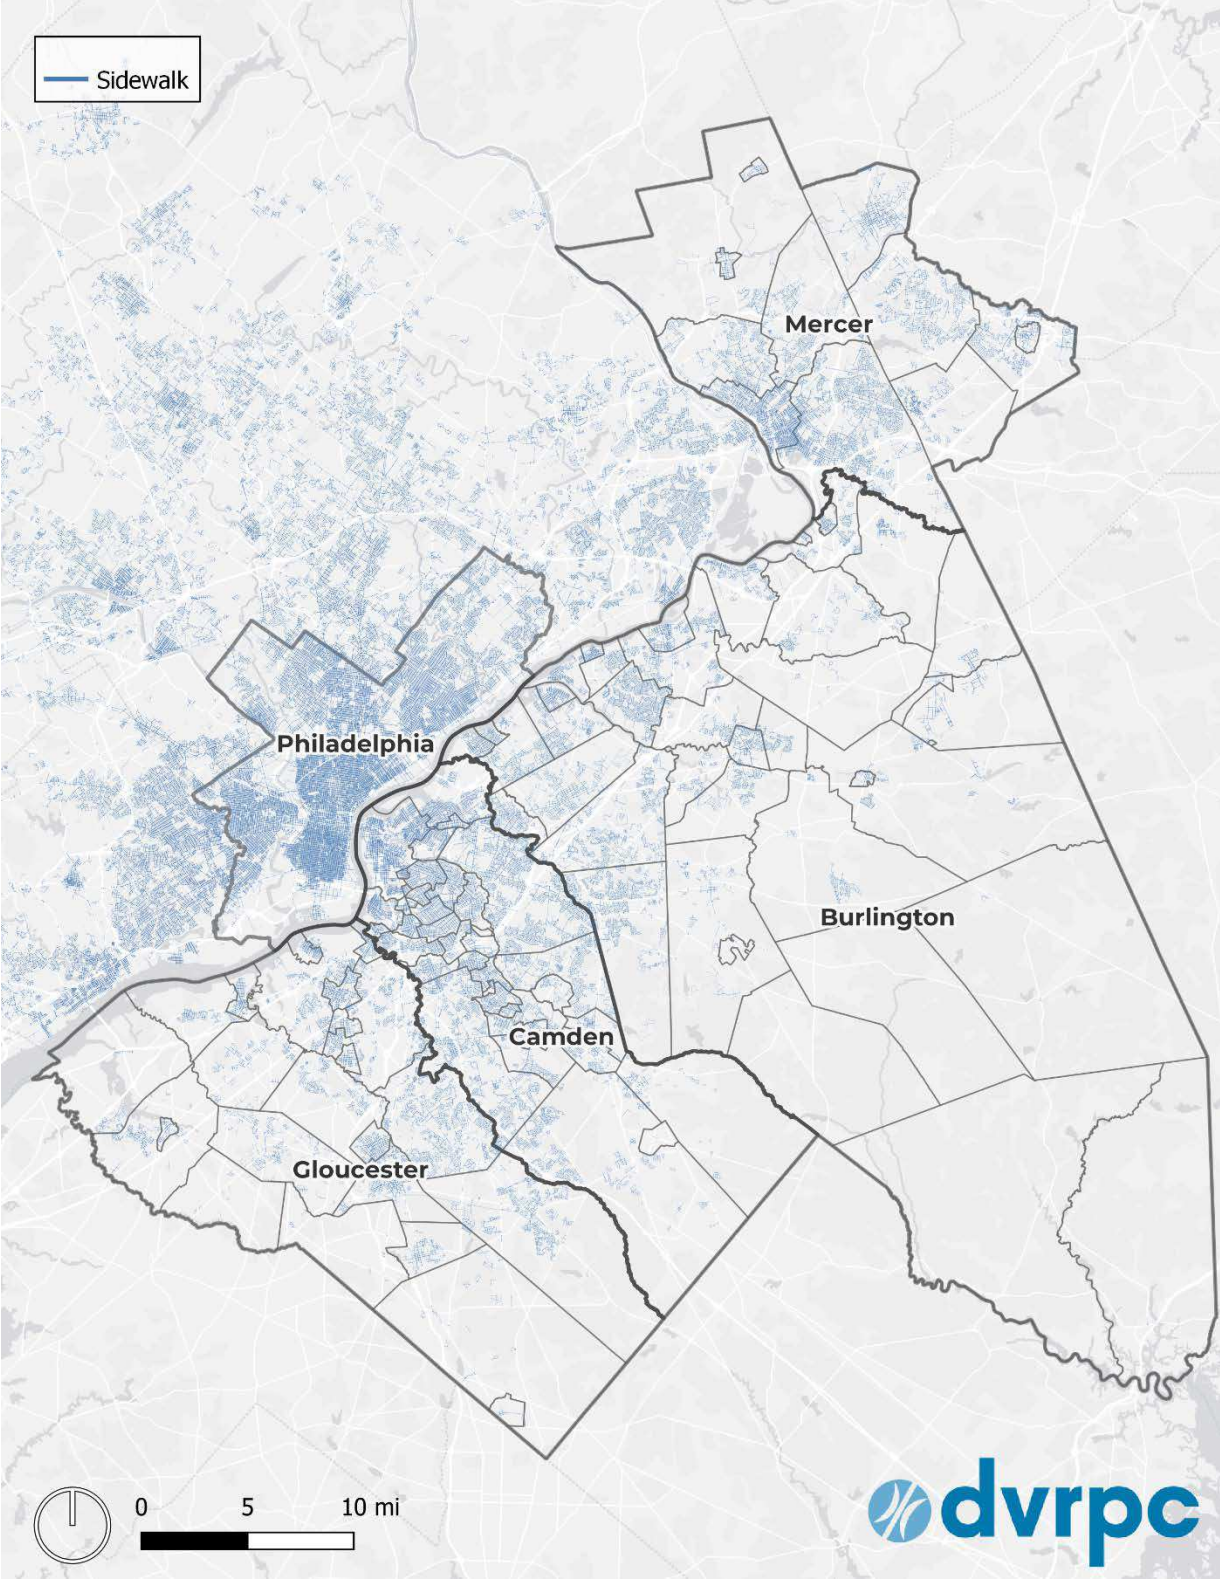 Sidewalk
Mercer
Philadelphia
Burlington
Camden
Gloucester
0 5 10 mi
dvrpc